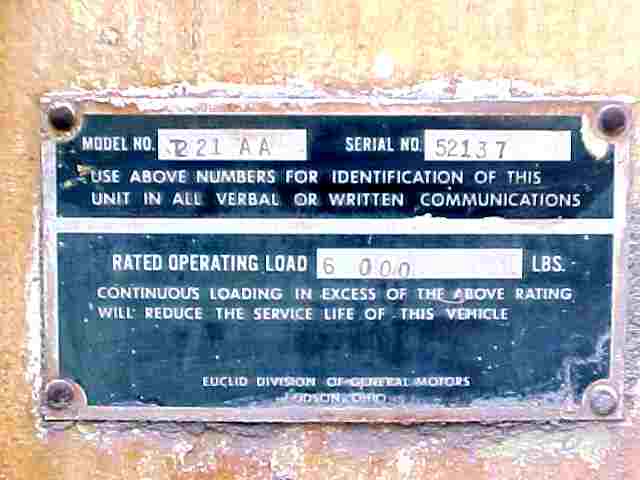 MODEL NO. 221 AA SERIAL NO. 52137
USE ABOVE NUMBERS FOR IDENTIFICATION OF THIS
UNIT IN ALL VERBAL OR WRITTEN COMMUNICATIONS
RATED OPERATING LOAD 6 000 LBS.
CONTINUOUS LOADING IN EXCESS OF THE ABOVE RATING
WILL REDUCE THE SERVICE LIFE OF THIS VEHICLE
EUCLID DIVISION OF GENERAL MOTORS
HUDSON, OHIO